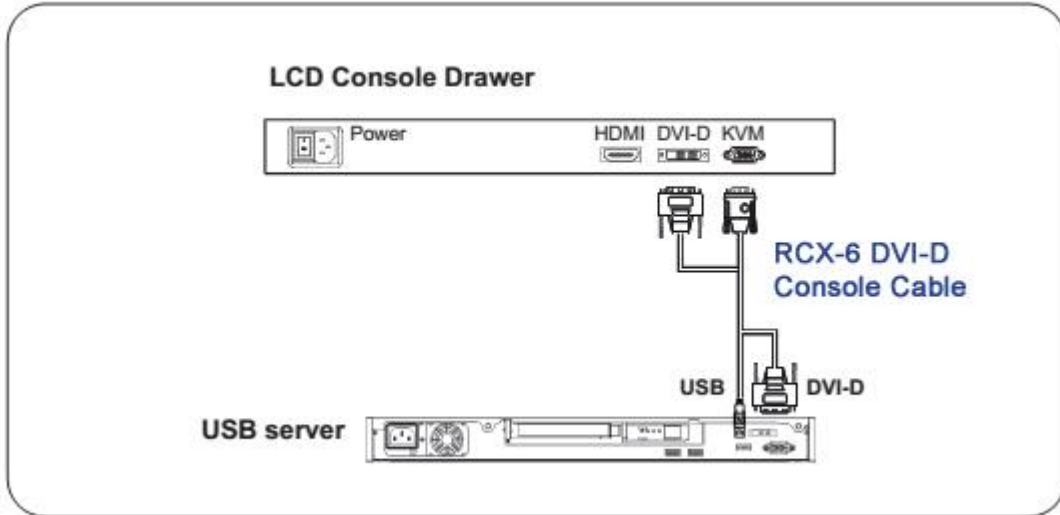 LCD Console Drawer
Power
HDMI DVI-D KVM
RCX-6 DVI-D
Console Cable
USB
DVI-D
USB server